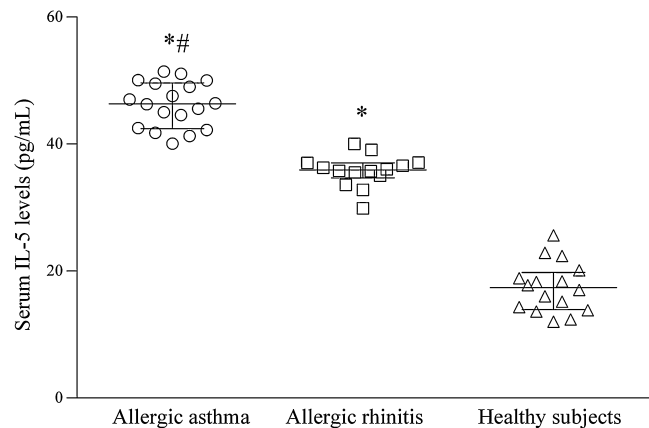 Serum IL-5 levels (pg/mL)
60
40
20
0
*#
*
Allergic asthma
Allergic rhinitis
Healthy subjects